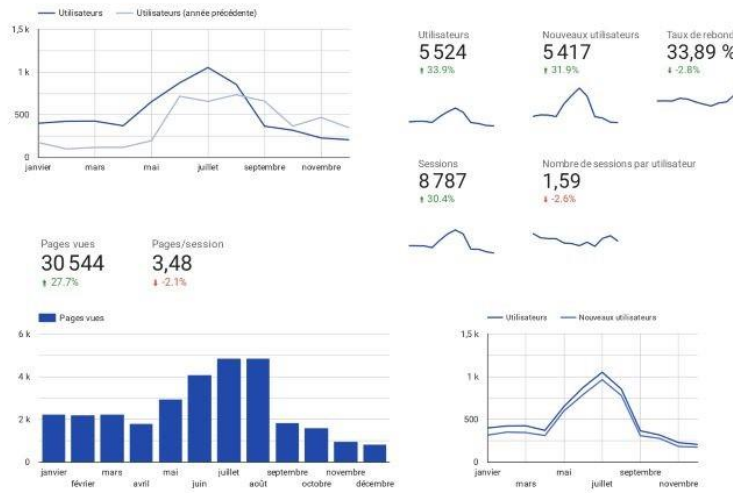 Utilisateurs
Utilisateurs (année précédente)
1,5 k
1 k
500
0
janvier
mars
mai
juillet
septembre
novembre
Utilisateurs
5 524
33.9%
Nouveaux utilisateurs
5 417
31.9%
Taux de rebond
33,89 %
-2.8%
Sessions
8 787
30.4%
Nombre de sessions par utilisateur
1,59
-2.6%
Pages vues
30 544
27.7%
Pages/session
3,48
-2.1%
Pages vues
6 k
4 k
2 k
0
janvier
février
mars
avril
mai
juin
juillet
août
septembre
octobre
novembre
décembre
Utilisateurs
Nouveaux utilisateurs
1,5 k
1 k
500
0
janvier
mars
mai
juillet
septembre
novembre